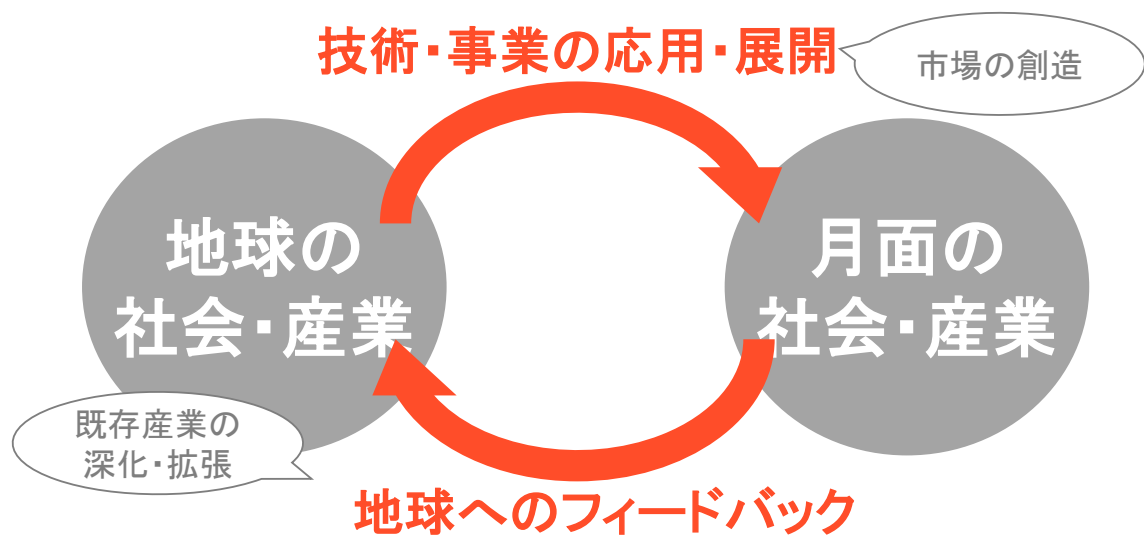 技術・事業の応用・展開
市場の創造
地球の
社会・産業
月面の
社会・産業
既存産業の
深化・拡張
地球へのフィードバック